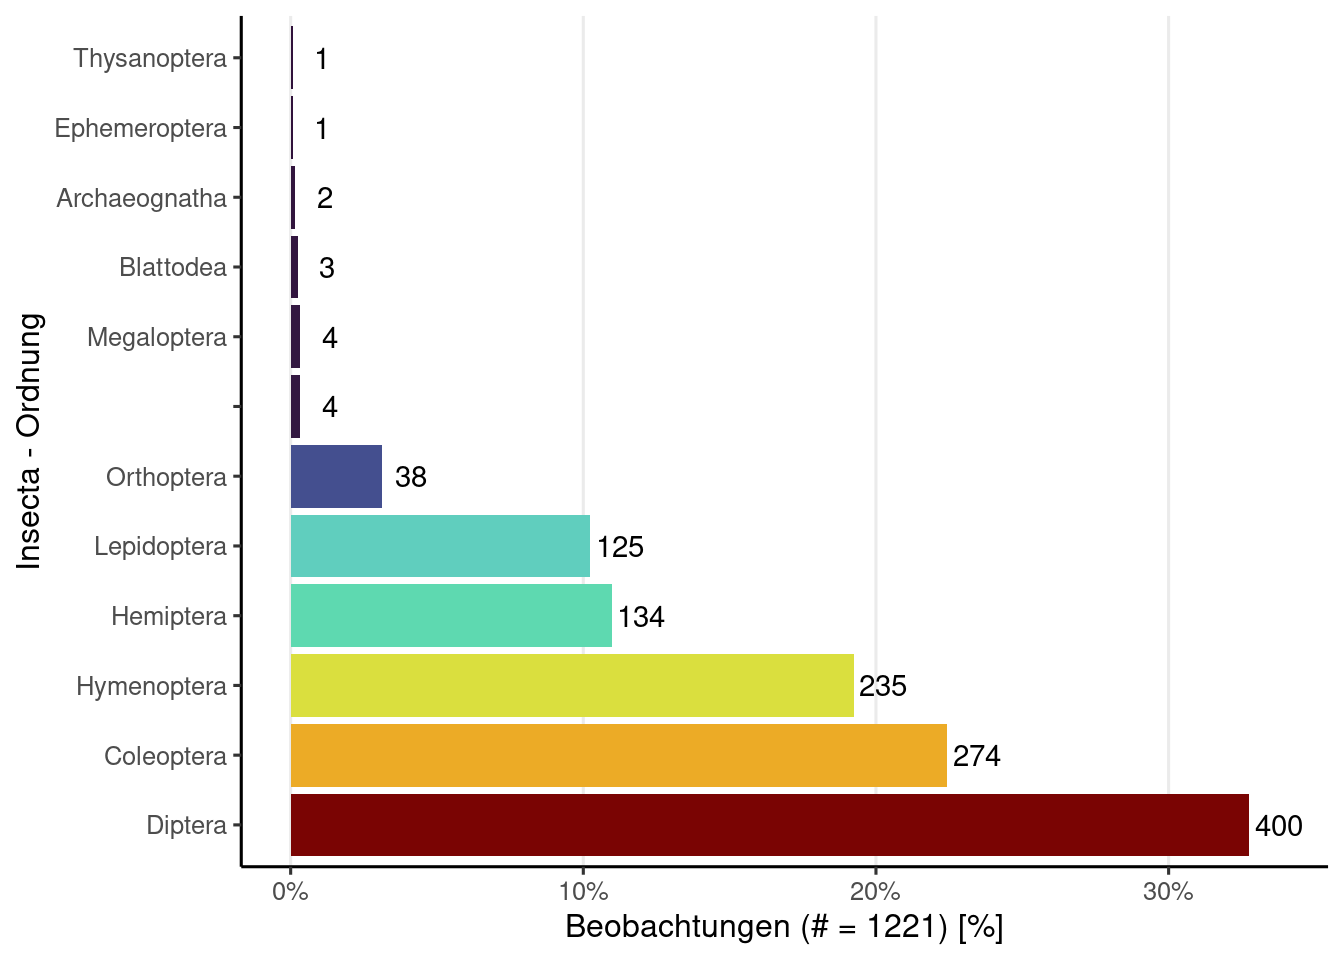 Thysanoptera 1
Ephemeroptera 1
Archaeognatha 2
Blattodea 3
Megaloptera 4
4
Orthoptera 38
Lepidoptera 125
Hemiptera 134
Hymenoptera 235
Coleoptera 274
Diptera 400
Insecta - Ordnung
0% 10% 20% 30%
Beobachtungen (# = 1221) [%]